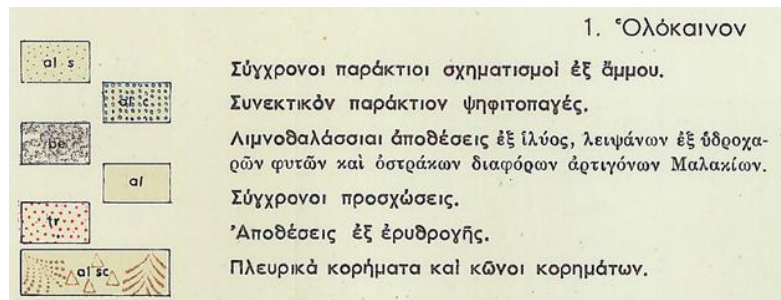 1. Ὁλόκαινον
al s
Σύγχρονοι παράκτιοι σχηματισμοὶ ἐξ ἄμμου.
al c
Συνεκτικὸν παράκτιον ψηφιτοπαγές.
be
Λιμνοθαλάσσιαι ἀποθέσεις ἐξ ἰλύος, λειψάνων ἐξ ὑδροχα-
ρῶν φυτῶν καὶ ὀστράκων διαφόρων ἀρτιγόνων Μαλακίων.
al
Σύγχρονοι προσχώσεις.
tr
Ἀποθέσεις ἐξ ἐρυθρογῆς.
al sc
Πλευρικὰ κορήματα καὶ κῶνοι κορημάτων.